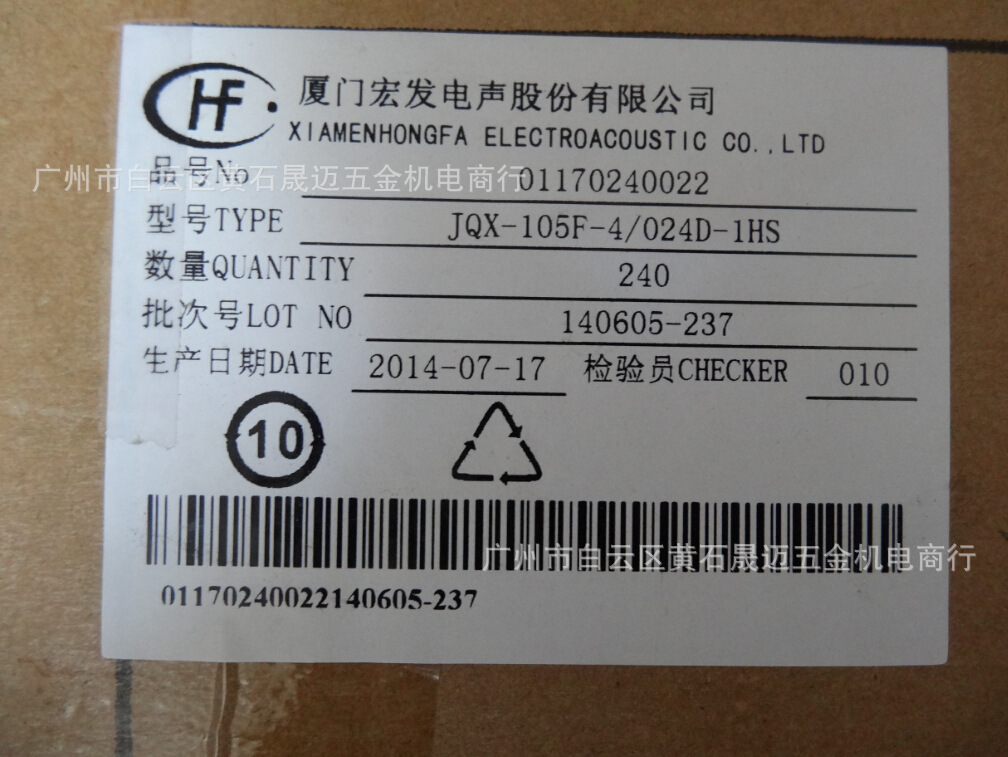 HF
厦门宏发电声股份有限公司
XIAMENHONGFA ELECTROACOUSTIC CO.,LTD
品号No 01170240022
广州市白云区黄石晟迈五金机电商行
型号TYPE JQX-105F-4/024D-1HS
数量QUANTITY 240
批次号LOT NO 140605-237
生产日期DATE 2014-07-17 检验员CHECKER 010
10
广州市白云区黄石晟迈五金机电商行
01170240022140605-237